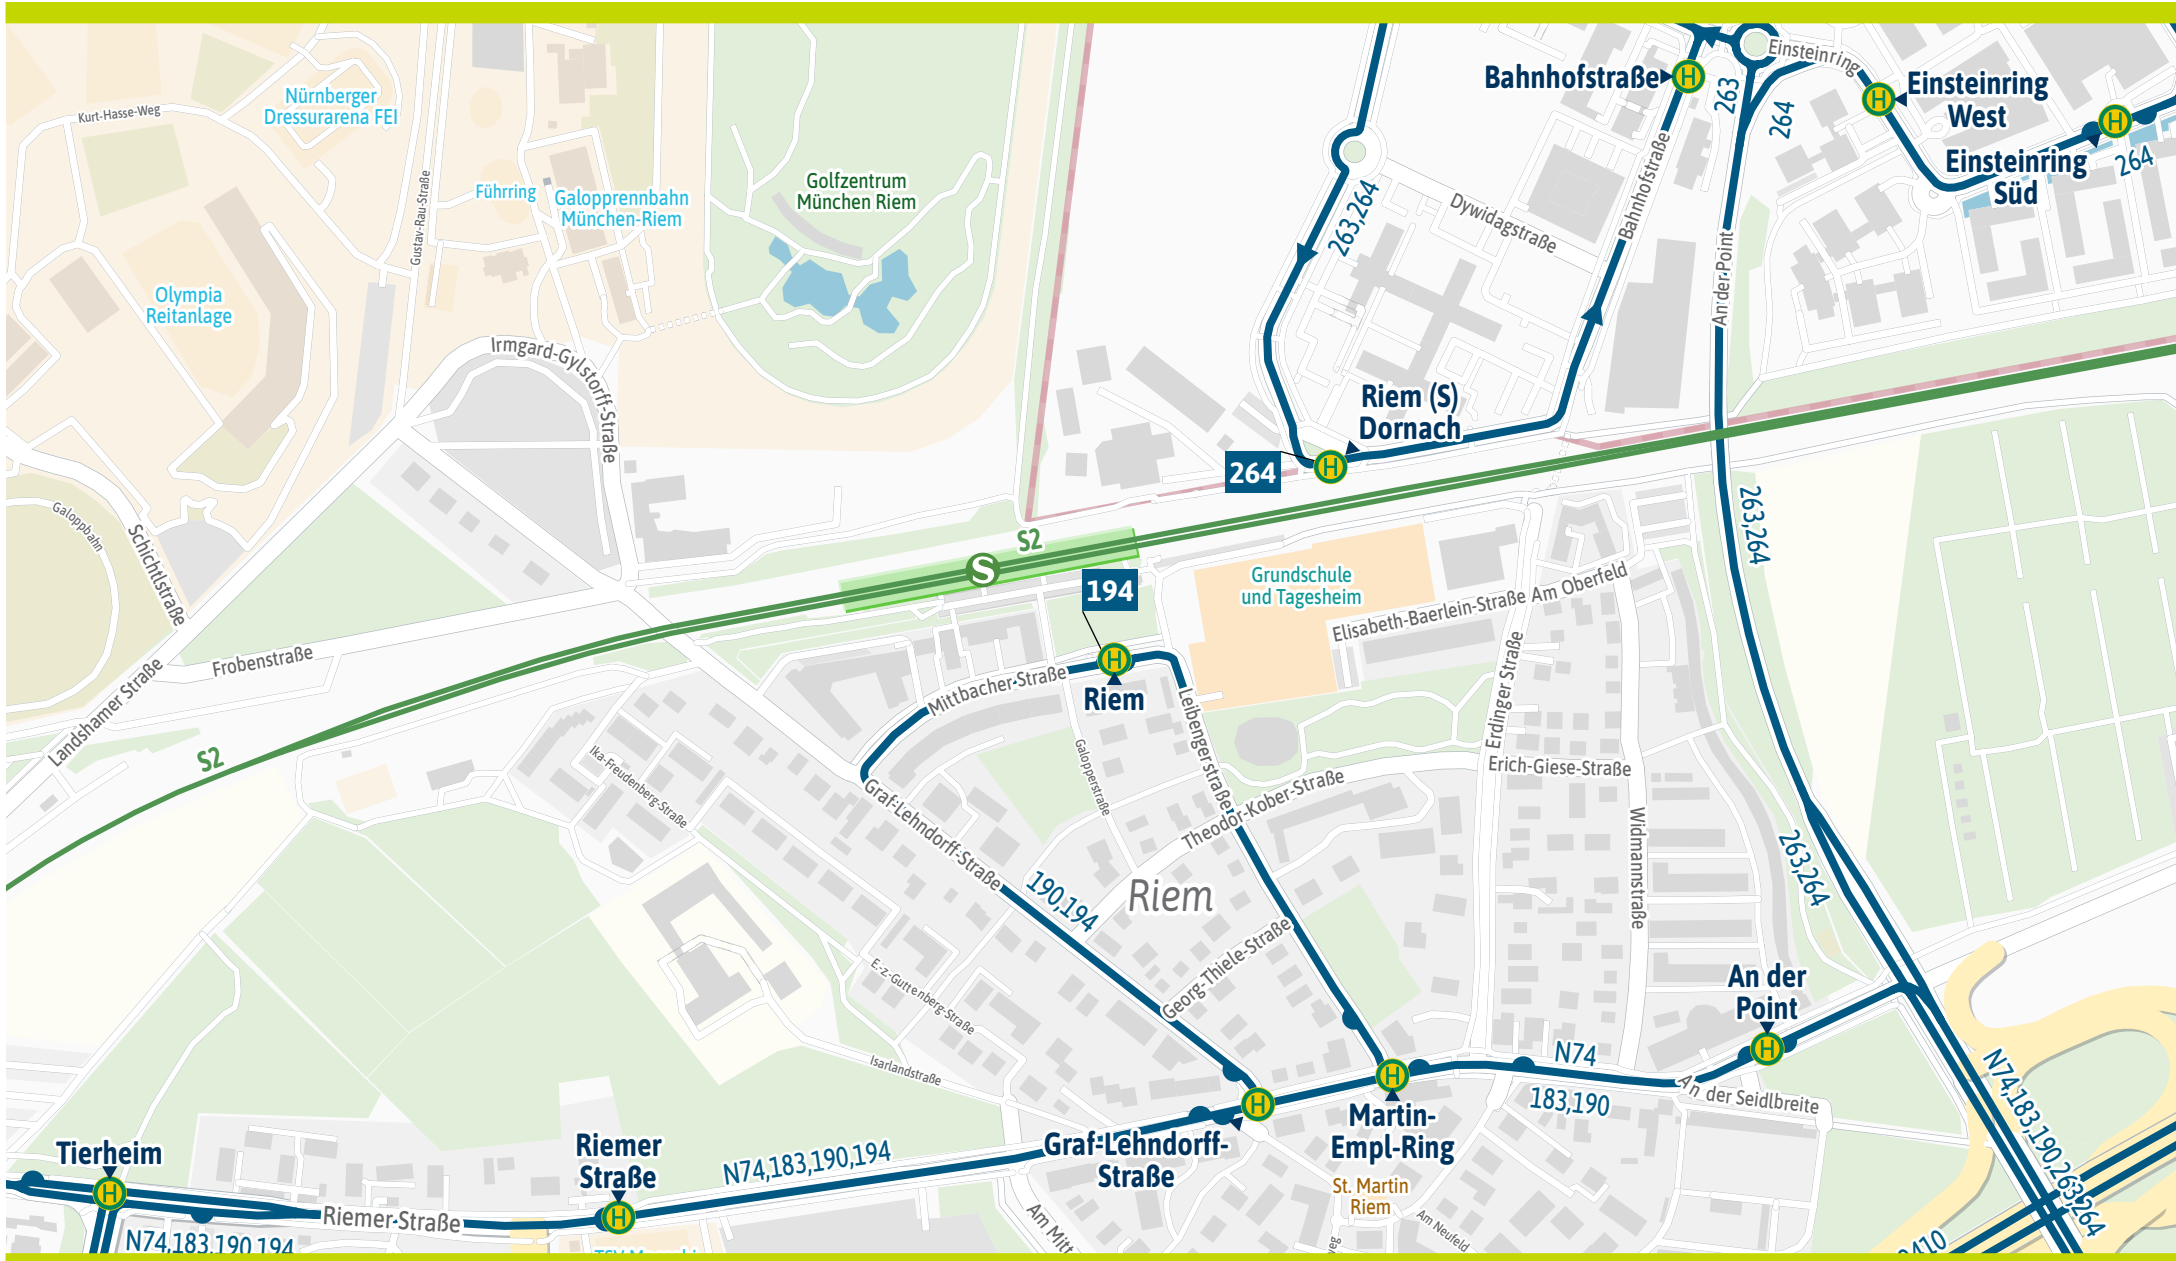 Kurt-Hasse-Weg
Nürnberger
Dressurarena FEI
Gustav-Rau-Straße
Führring
Galopprennbahn
München-Riem
Golfzentrum
München Riem
Olympia
Reitanlage
Irmgard-Gylstorff-Straße
Bahnhofstraße
H
Einsteinring
263
264
H
Einsteinring
West
H
Einsteinring
Süd
264
263,264
Dywidagstraße
Bahnhofstraße
An der Point
Riem (S)
Dornach
264
H
Galoppbahn
Schichtlstraße
Landshamer Straße
Frobenstraße
S2
S2
S
194
H
Riem
Grundschule
und Tagesheim
Elisabeth-Baerlein-Straße
Am Oberfeld
263,264
Mittbacher-Straße
Leibengerstraße
Erdinger Straße
Erich-Giese-Straße
Ika-Freudenberg-Straße
Galopperstraße
Theodor-Kober-Straße
Widmannstraße
Graf-Lehndorff-Straße
190,194
Riem
263,264
E.-z.-Guttenberg-Straße
Georg-Thiele-Straße
An der
Point
H
Isarlandstraße
N74
183,190
An der Seidlbreite
N74,183,190,263,264
H
H
Martin-
Empl-Ring
Graf-Lehndorff-
Straße
Tierheim
H
Riemer
Straße
H
N74,183,190,194
Riemer-Straße
N74,183,190,194
St. Martin
Riem
Am Neufeld
Am Mitt
weg
9410